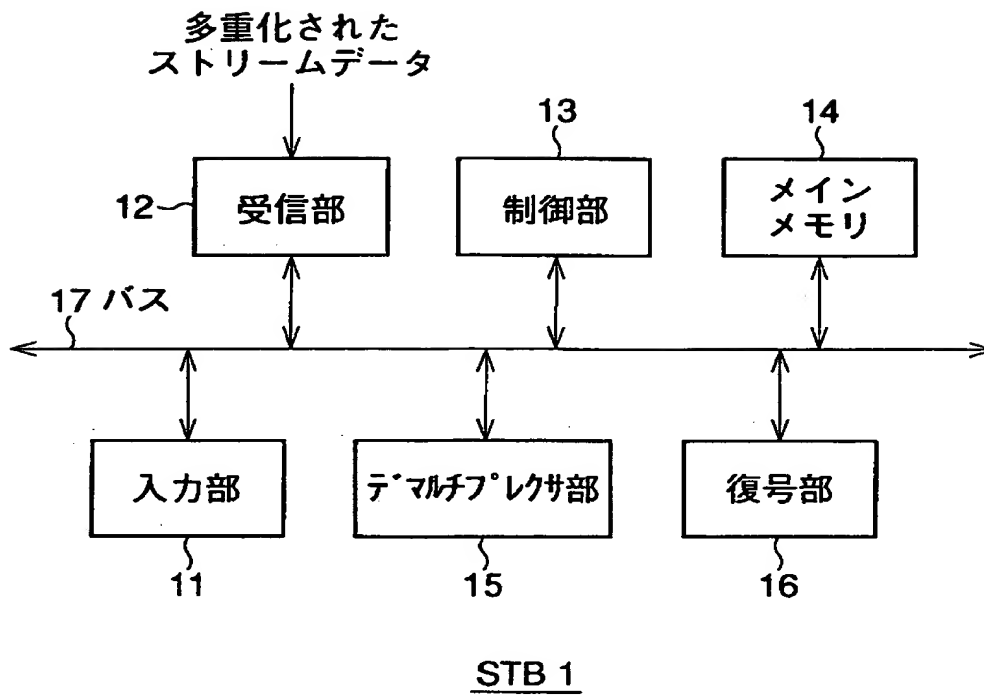 多重化された
ストリームデータ
13
14
12
受信部
制御部
メイン
メモリ
17 バス
入力部
デマルチプレクサ部
復号部
11
15
16
STB 1